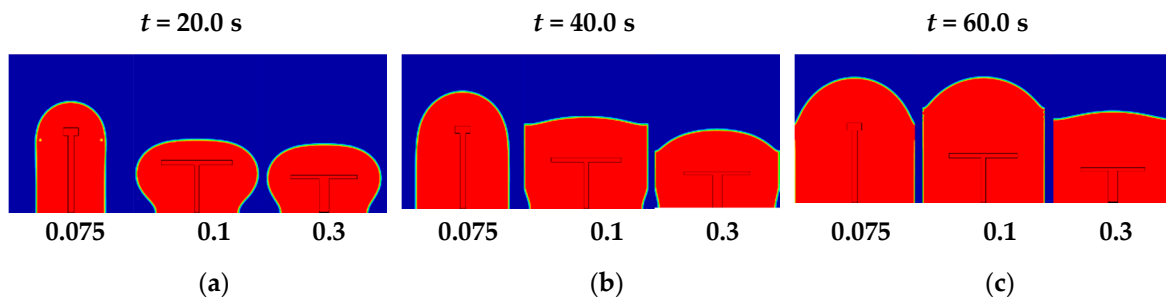 t = 20.0 s
t = 40.0 s
t = 60.0 s
0.075 0.1 0.3
0.075 0.1 0.3
0.075 0.1 0.3
(a)
(b)
(c)